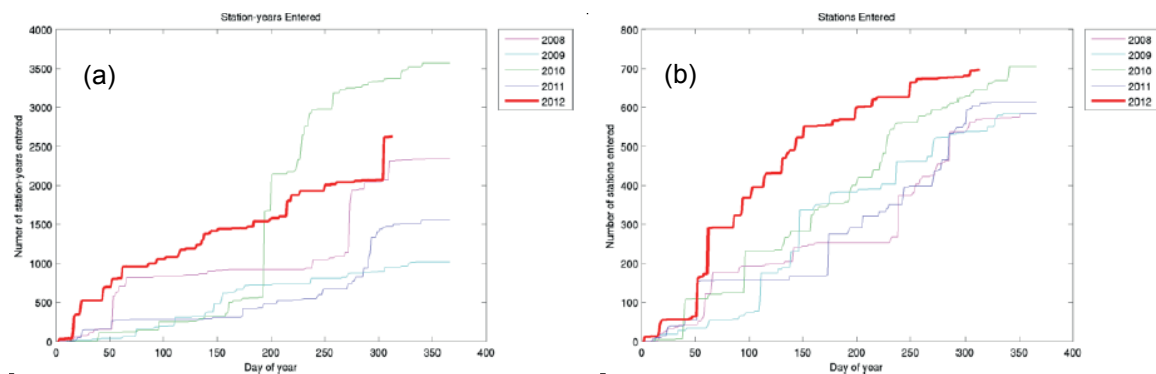 Station-years Entered
(a)
2008
2009
2010
2011
2012
Numer of station-years entered
4000
3500
3000
2500
2000
1500
1000
500
0
0 50 100 150 200 250 300 350 400
Day of year
Stations Entered
(b)
2008
2009
2010
2011
2012
Number of stations entered
800
700
600
500
400
300
200
100
0
0 50 100 150 200 250 300 350 400
Day of year